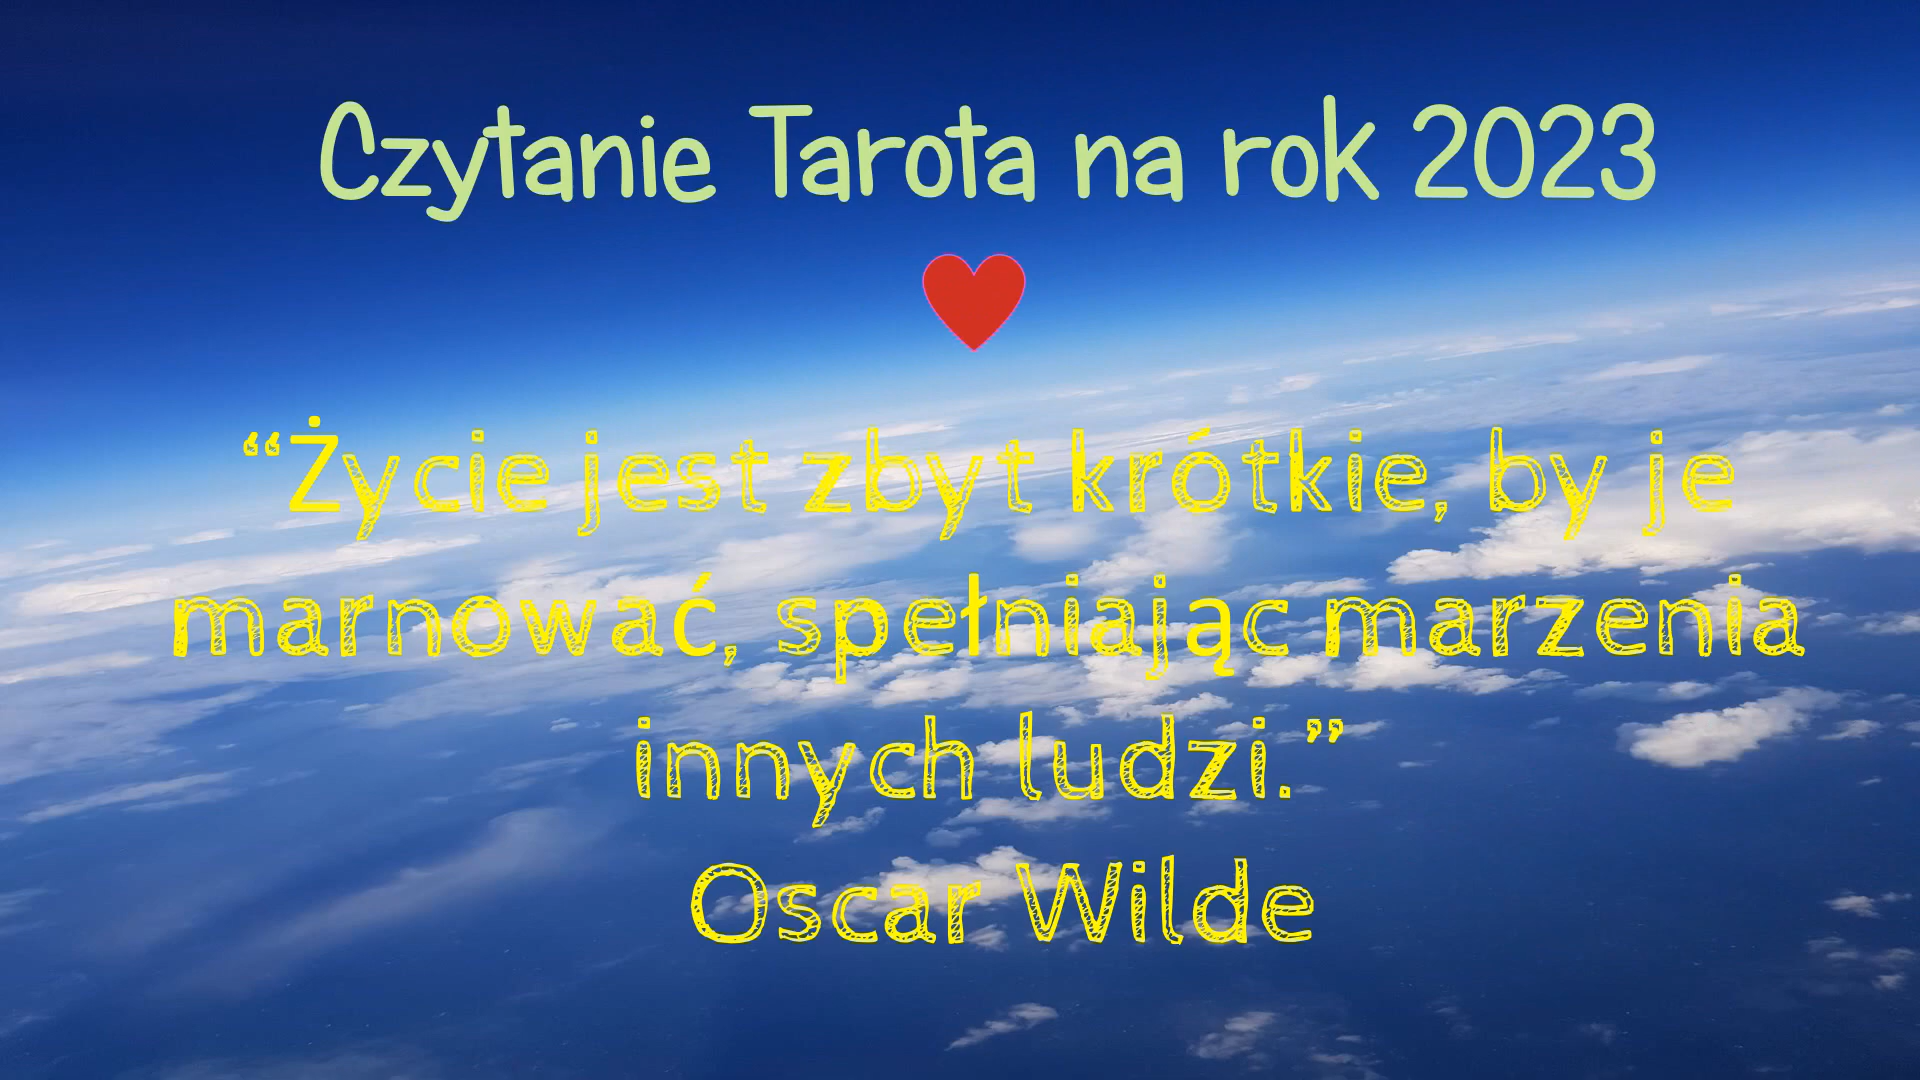 Czytanie Tarota na rok 2023
“Życie jest zbyt krótkie, by je
marnować, spełniając marzenia
innych ludzi.”
Oscar Wilde